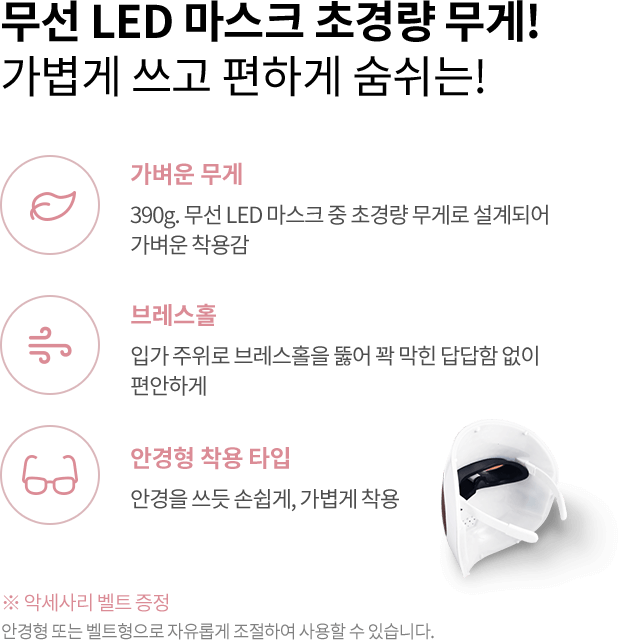 무선 LED 마스크 초경량 무게!
가볍게 쓰고 편하게 숨쉬는!
가벼운 무게
390g. 무선 LED 마스크 중 초경량 무게로 설계되어
가벼운 착용감
브레스홀
입가 주위로 브레스홀을 뚫어 꽉 막힌 답답함 없이
편안하게
안경형 착용 타입
안경을 쓰듯 손쉽게, 가볍게 착용
※ 악세사리 벨트 증정
안경형 또는 벨트형으로 자유롭게 조절하여 사용할 수 있습니다.